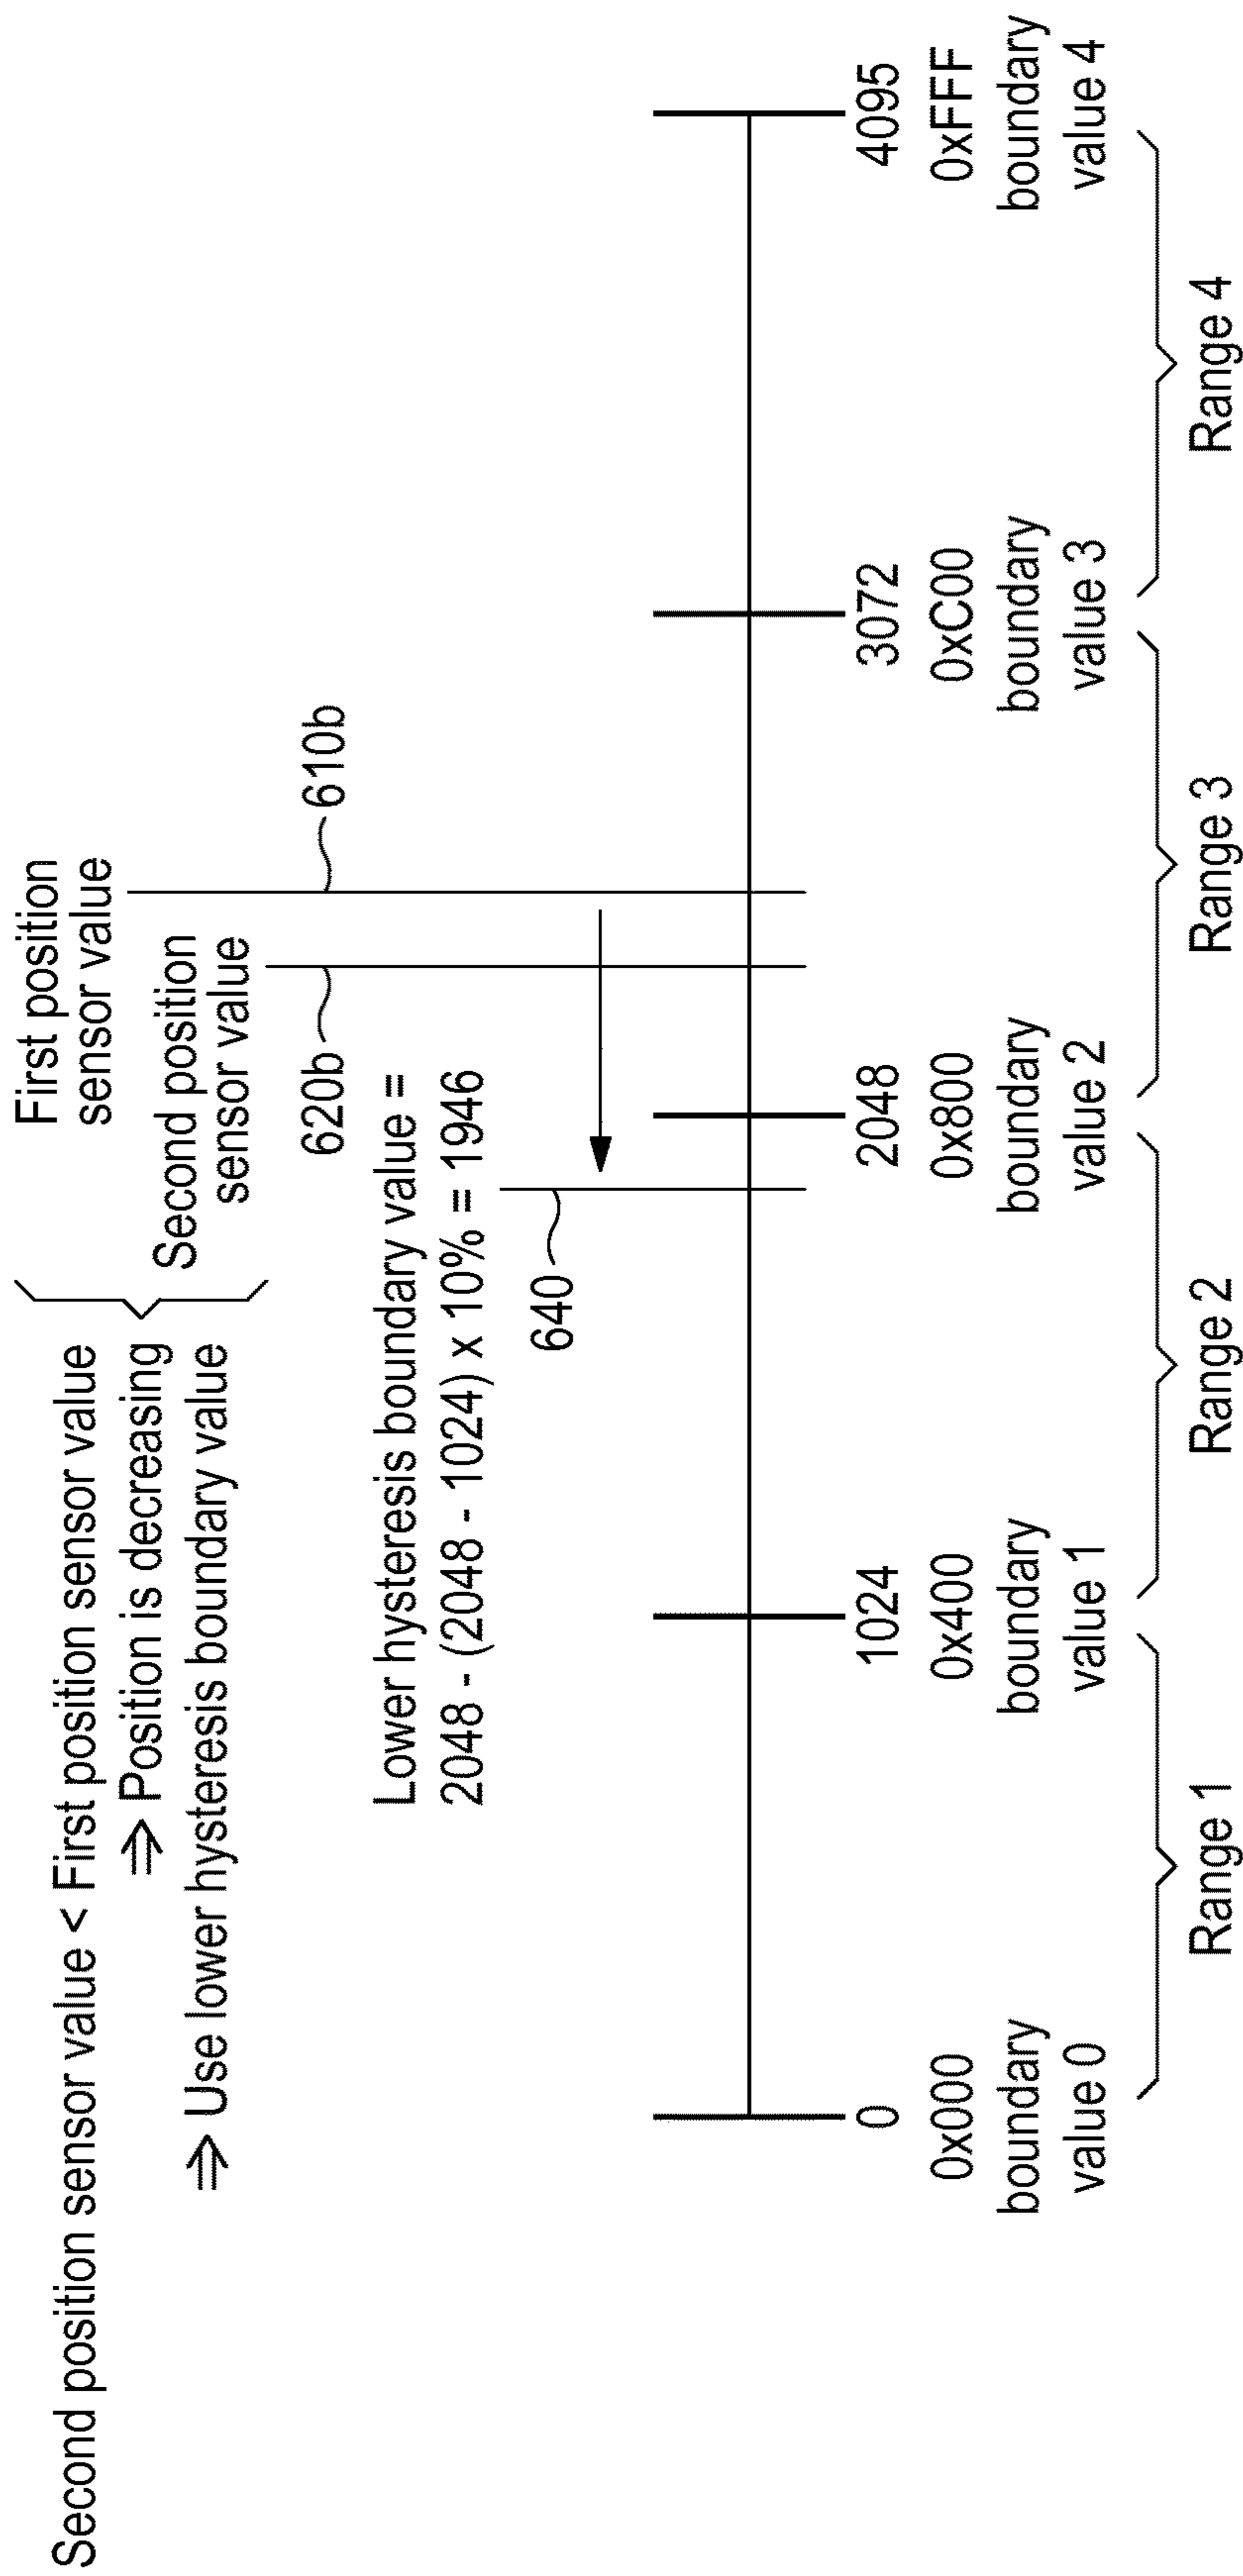 First position
sensor value
Second position sensor value < First position sensor value
⇒ Position is decreasing
Second position
sensor value
⇒ Use lower hysteresis boundary value
620b
610b
Lower hysteresis boundary value =
2048 - (2048 - 1024) x 10% = 1946
640
0 1024 2048 3072 4095
0x000 0x400 0x800 0xC00 0xFFF
boundary boundary boundary boundary boundary
value 0 value 1 value 2 value 3 value 4
Range 1 Range 2 Range 3 Range 4